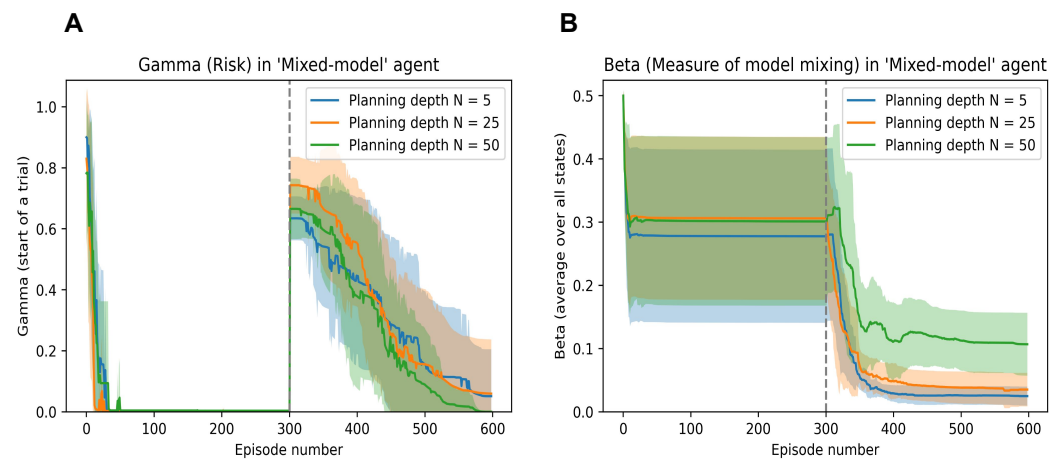 A
Gamma (Risk) in 'Mixed-model' agent
Gamma (start of a trial)
1.0
0.8
0.6
0.4
0.2
0.0
Planning depth N = 5
Planning depth N = 25
Planning depth N = 50
0
100
200
300
400
500
600
Episode number
B
Beta (Measure of model mixing) in 'Mixed-model' agent
Beta (average over all states)
0.5
0.4
0.3
0.2
0.1
0.0
Planning depth N = 5
Planning depth N = 25
Planning depth N = 50
0
100
200
300
400
500
600
Episode number